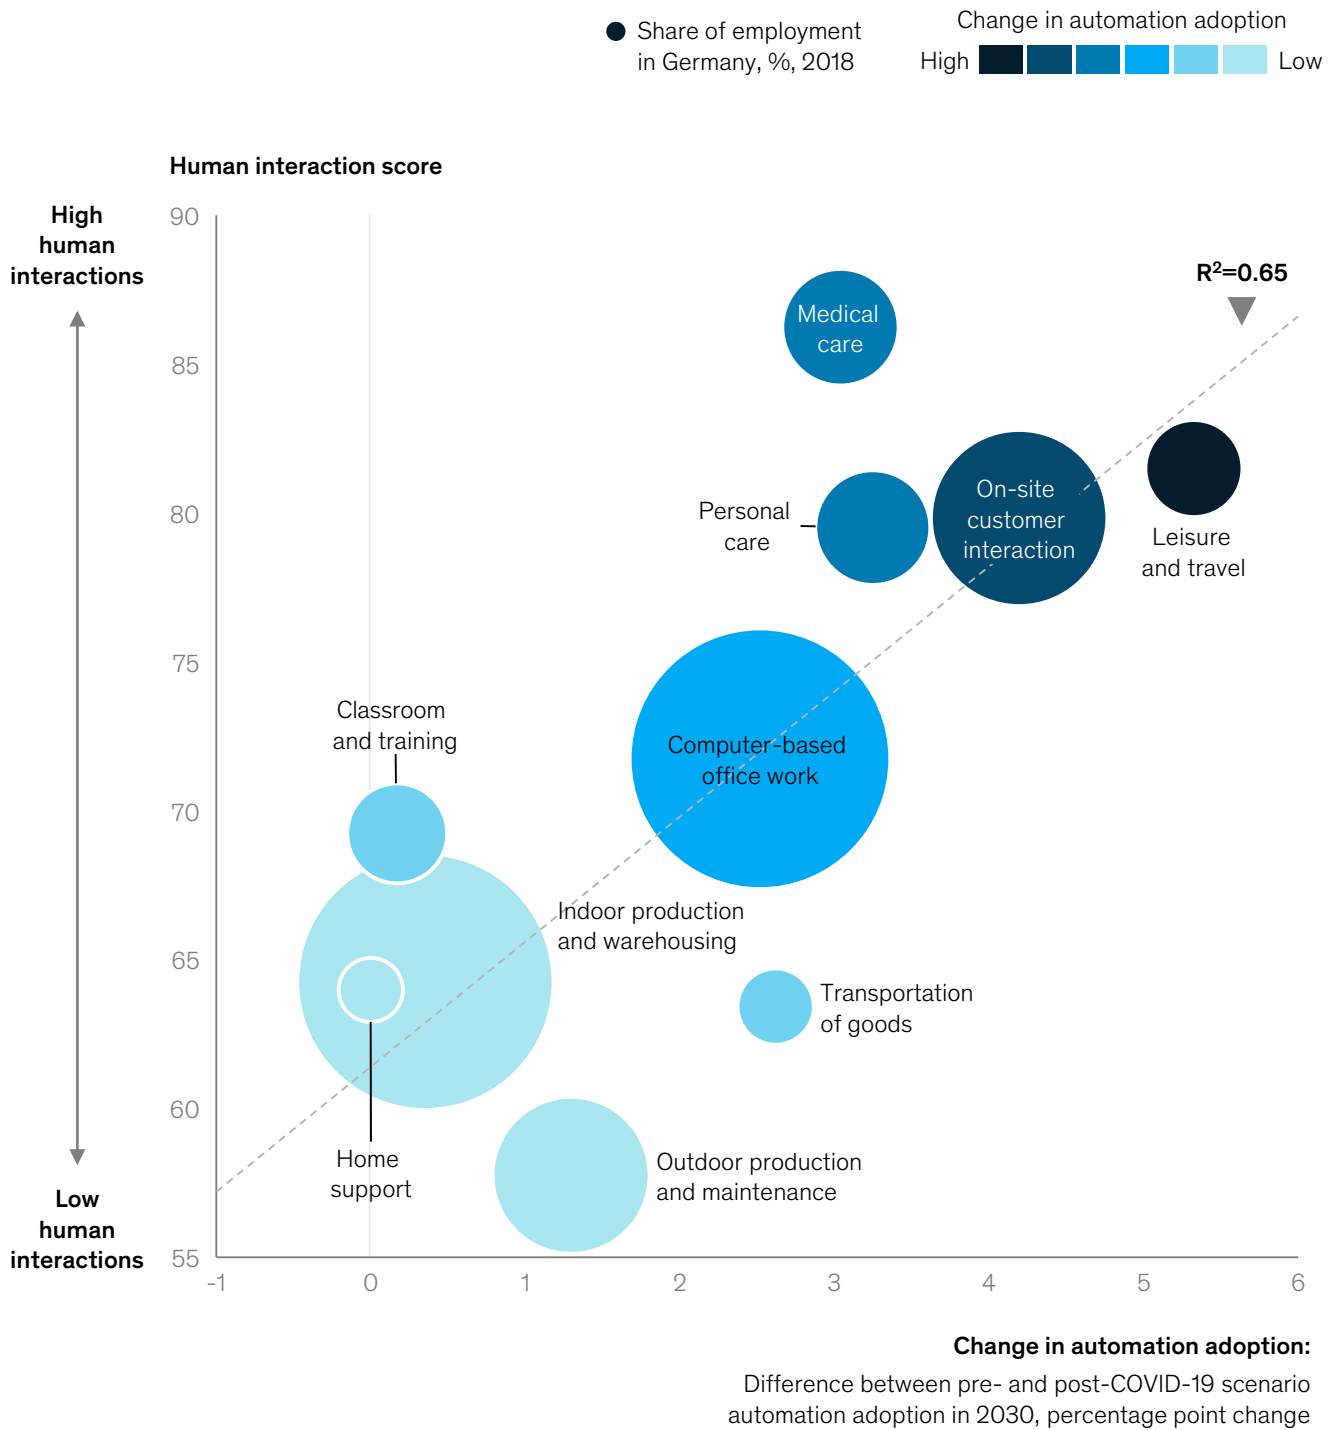 Share of employment
in Germany, %, 2018
Change in automation adoption
High
Low
Human interaction score
High
human
interactions
Low
human
interactions
90
85
80
75
70
65
60
55
R²=0.65
Medical
care
Personal
care
On-site
customer
interaction
Leisure
and travel
Classroom
and training
Computer-based
office work
Indoor production
and warehousing
Transportation
of goods
Home
support
Outdoor production
and maintenance
-1
0
1
2
3
4
5
6
Change in automation adoption:
Difference between pre- and post-COVID-19 scenario
automation adoption in 2030, percentage point change